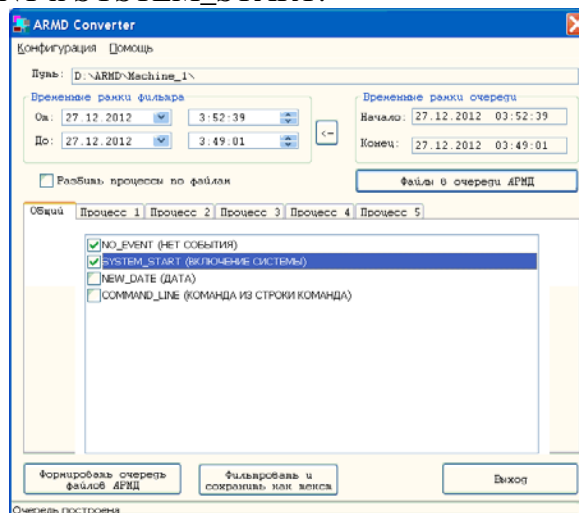 ARMD Converter
Конфигурация Помощь
Путь: D:\ARMD\Machine_1\
Временные рамки фильтра
Временные рамки очереди
От: 27.12.2012 3:52:39
<-
Начало: 27.12.2012 03:52:39
До: 27.12.2012 3:49:01
Конец: 27.12.2012 03:49:01
Разбить процессы по файлам
Файлы в очереди АРМД
Общий Процесс 1 Процесс 2 Процесс 3 Процесс 4 Процесс 5
NO_EVENT (НЕТ СОБЫТИЯ)
SYSTEM_START (ВКЛЮЧЕНИЕ СИСТЕМЫ)
NEW_DATE (ДАТА)
COMMAND_LINE (КОМАНДА ИЗ СТРОКИ КОМАНДА)
Формировать очередь
файлов АРМД
Фильтровать и
сохранить как текст
Выход
Очередь построена